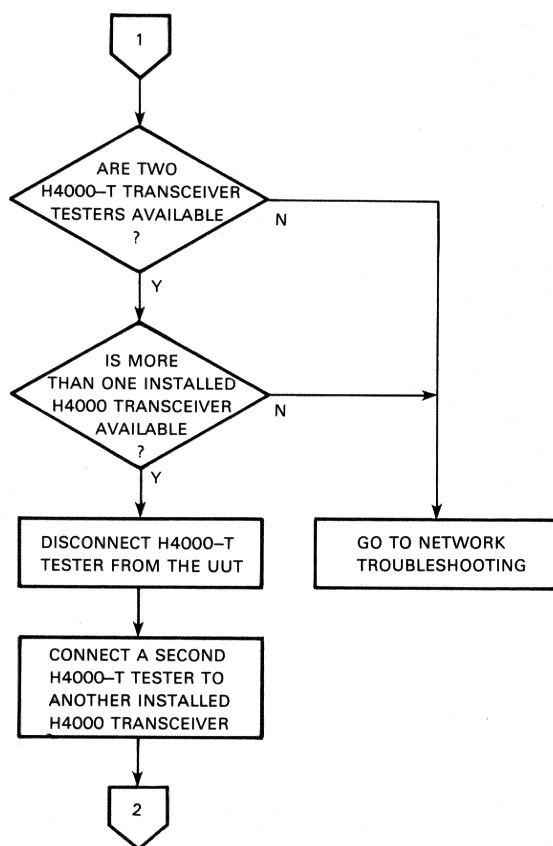 1
ARE TWO
H4000–T TRANSCEIVER
TESTERS AVAILABLE
?
N
Y
IS MORE
THAN ONE INSTALLED
H4000 TRANSCEIVER
AVAILABLE
?
N
Y
DISCONNECT H4000–T
TESTER FROM THE UUT
GO TO NETWORK
TROUBLESHOOTING
CONNECT A SECOND
H4000–T TESTER TO
ANOTHER INSTALLED
H4000 TRANSCEIVER
2